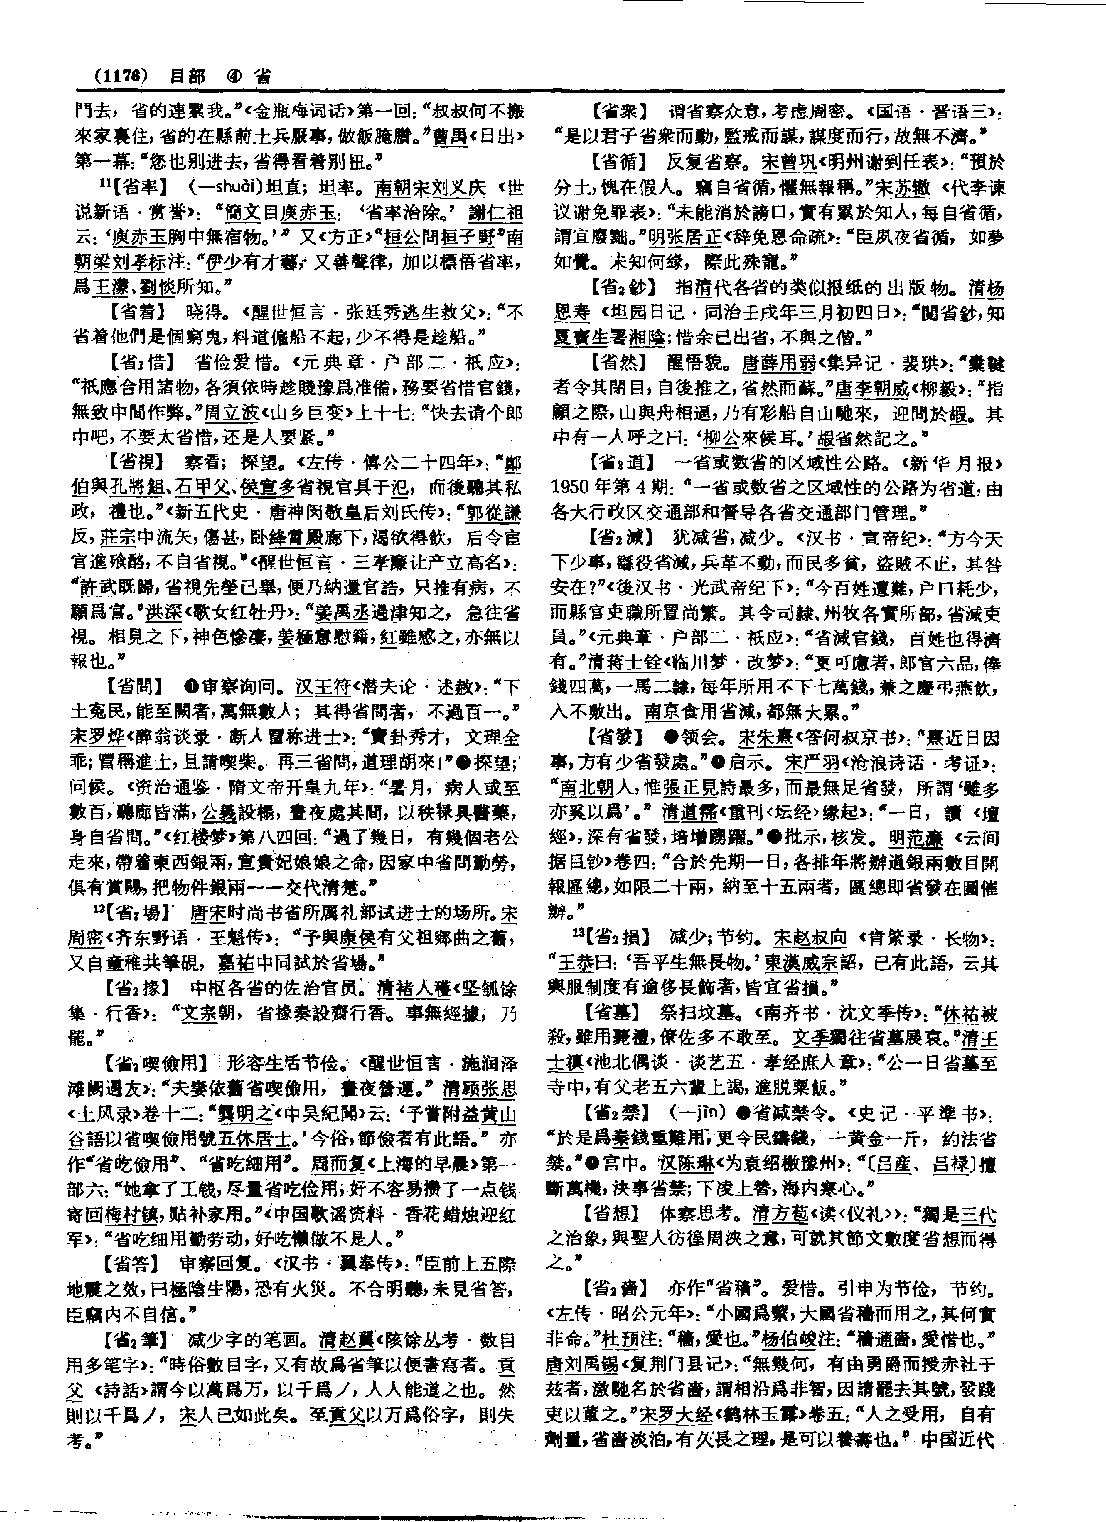 (1176) 目部 ④ 省
門去，省的連累我。”《金瓶梅词话》第一回：“叔叔何不搬
來家裏住，省的在縣前土兵服事，做飯腌臢。”曹禺《日出》
第一幕：“您也别进去，省得看着别扭。”
11【省率】 (—shuài)坦直；坦率。南朝宋刘义庆《世
说新语·赏誉》：“簡文目庾赤玉：‘省率治除。’謝仁祖
云：‘庾赤玉胸中無宿物。’”又《方正》“桓公問桓子野”南
朝梁刘孝标注：“伊少有才藝，又善聲律，加以標悟省率，
爲王濛、劉惔所知。”
【省着】 晓得。《醒世恒言·张廷秀逃生救父》：“不
省着他們是個窮鬼，料道僱船不起，少不得是趁船。”
【省2惜】 省俭爱惜。《元典章·户部二·祇应》：
“祇應合用諸物，各須依時趁賤豫爲准備，務要省惜官錢，
無致中間作弊。”周立波《山乡巨变》上十七：“快去请个郎
中吧，不要太省惜，还是人要紧。”
【省視】 察看；探望。《左传·僖公二十四年》：“鄭
伯與孔將鉏、石甲父、侯宣多省視官具于氾，而後聽其私
政，禮也。”《新五代史·唐神闵敬皇后刘氏传》：“郭從謙
反，莊宗中流矢，傷甚，卧絳霄殿廊下，渴欲得飲，后令宦
官進飱酪，不自省視。”《醒世恒言·三孝廉让产立高名》：
“許武既歸，省視先塋已畢，便乃納還官誥，只推有病，不
願爲官。”洪深《歌女红牡丹》：“姜禹丞過津知之，急往省
視。相見之下，神色慘凄，姜極意慰籍，紅雖感之，亦無以
報也。”
【省問】 ❶审察询问。汉王符《潜夫论·述赦》：“下
土冤民，能至闕者，萬無數人；其得省問者，不過百一。”
宋罗烨《醉翁谈录·断人冒称进士》：“實卦秀才，文理全
乖；冒稱進士，且請喫柴。再三省問，道理胡來！”❷探望；
问候。《资治通鉴·隋文帝开皇九年》：“暑月，病人或至
數百，聽廊皆滿，公義設榻，晝夜處其間，以秩禄具醫藥，
身自省問。”《红楼梦》第八四回：“過了幾日，有幾個老公
走來，帶着東西銀兩，宣貴妃娘娘之命，因家中省問勤勞，
俱有賞賜，把物件銀兩一一交代清楚。”
12【省2場】 唐宋时尚书省所属礼部试进士的场所。宋
周密《齐东野语·王魁传》：“予與康侯有父祖鄉曲之舊，
又自童稚共筆硯，嘉祐中同試於省場。”
【省2掾】 中枢各省的佐治官员。清褚人穫《坚瓠馀
集·行香》：“文宗朝，省掾奏設齋行香。事無經據，乃
罷。”
【省2喫儉用】 形容生活节俭。《醒世恒言·施润泽
滩阙遇友》：“夫妻依舊省喫儉用，晝夜營運。”清顾张思
《土风录》卷十二：“龔明之《中吴紀聞》云：‘予嘗附益黄山
谷語以省喫儉用號五休居士。’今俗，節儉者有此語。”亦
作“省吃儉用”、“省吃細用”。周而复《上海的早晨》第一
部六：“她拿了工钱，尽量省吃俭用；好不容易攒了一点钱
寄回梅村镇，贴补家用。”《中国歌谣资料·香花蜡烛迎红
军》：“省吃细用勤劳动，好吃懒做不是人。”
【省答】 审察回复。《汉书·翼奉传》：“臣前上五際
地震之效，曰極陰生陽，恐有火災。不合明聽，未見省答，
臣竊内不自信。”
【省2筆】 减少字的笔画。清赵翼《陔馀丛考·数目
用多笔字》：“時俗數目字，又有故爲省筆以便書寫者。貢
父《詩話》謂今以萬爲万，以千爲丿，人人能道之也。然
則以千爲丿，宋人已如此矣。至貢父以万爲俗字，則失
考。”
【省衆】 谓省察众意，考虑周密。《国语·晋语三》：
“是以君子省衆而動，監戒而謀，謀度而行，故無不濟。”
【省循】 反复省察。宋曾巩《明州谢到任表》：“預於
分土，愧在假人。竊自省循，懼無報稱。”宋苏辙《代李谏
议谢免罪表》：“未能消於謗口，實有累於知人，每自省循，
謂宜廢黜。”明张居正《辞免恩命疏》：“臣夙夜省循，如夢
如覺。未知何緣，際此殊寵。”
【省2鈔】 指清代各省的类似报纸的出版物。清杨
恩寿《坦园日记·同治壬戌年三月初四日》：“閲省鈔，知
夏賡生署湘陰；惜余已出省，不與之偕。”
【省然】 醒悟貌。唐薛用弱《集异记·裴珙》：“棄鞬
者令其閉目，自後推之，省然而蘇。”唐李朝威《柳毅》：“指
顧之際，山與舟相逼，乃有彩船自山馳來，迎問於嘏。其
中有一人呼之曰：‘柳公來候耳。’嘏省然記之。”
【省2道】 一省或数省的区域性公路。《新华月报》
1950年第4期：“一省或数省之区域性的公路为省道，由
各大行政区交通部和督导各省交通部门管理。”
【省2減】 犹减省，减少。《汉书·宣帝纪》：“方今天
下少事，繇役省減，兵革不動，而民多貧，盗賊不止，其咎
安在？”《後汉书·光武帝纪下》：“今百姓遭難，户口耗少，
而縣官吏職所置尚繁。其令司隸、州牧各實所部，省減吏
員。”《元典章·户部二·祇应》：“省減官錢，百姓也得濟
有。”清蒋士铨《临川梦·改梦》：“更可慮者，郎官六品，俸
錢四萬，一馬二隸，每年所用不下七萬錢，兼之慶弔燕飲，
入不敷出。南京食用省減，都無大累。”
【省發】 ❶领会。宋朱熹《答何叔京书》：“熹近日因
事，方有少省發處。”❷启示。宋严羽《沧浪诗话·考证》：
“南北朝人，惟張正見詩最多，而最無足省發，所謂‘雖多
亦奚以爲’。”清道霈《重刊〈坛经〉缘起》：“一日，讀《壇
經》，深有省發，培增踴躍。”❸批示，核发。明范濂《云间
据目钞》卷四：“合於先期一日，各排年將辦過銀兩數目開
報匯總，如限二十兩，納至十五兩者，匯總即省發在圖催
辦。”
13【省2損】 减少；节约。宋赵叔向《肯綮录·长物》：
“王恭曰：‘吾平生無長物。’東漢威宗詔，已有此語，云其
輿服制度有逾侈長飾者，皆宜省損。”
【省墓】 祭扫坟墓。《南齐书·沈文季传》：“休祐被
殺，雖用薨禮，僚佐多不敢至。文季獨往省墓展哀。”清王
士禛《池北偶谈·谈艺五·孝经庶人章》：“公一日省墓至
寺中，有父老五六輩上謁，進脱粟飯。”
【省2禁】 (—jìn) ❶省减禁令。《史记·平準书》：
“於是爲秦錢重難用，更令民鑄錢，一黄金一斤，約法省
禁。”❷宫中。汉陈琳《为袁绍檄豫州》：“〔吕産、吕禄〕擅
斷萬機，決事省禁；下凌上替，海内寒心。”
【省想】 体察思考。清方苞《读〈仪礼〉》：“獨是三代
之治象，與聖人彷徨周浹之意，可就其節文數度省想而得
之。”
【省2嗇】 亦作“省穡”。爱惜。引申为节俭，节约。
《左传·昭公元年》：“小國爲蘩，大國省穡而用之，其何實
非命。”杜預注：“穡，愛也。”杨伯峻注：“穡通嗇，愛惜也。”
唐刘禹锡《复荆门县记》：“無幾何，有由勇爵而授赤社于
兹者，激馳名於省嗇，謂相沿爲非智，因請罷去其號，發踐
吏以董之。”宋罗大经《鹤林玉露》卷五：“人之受用，自有
劑量，省嗇淡泊，有久長之理，是可以養壽也。”中国近代